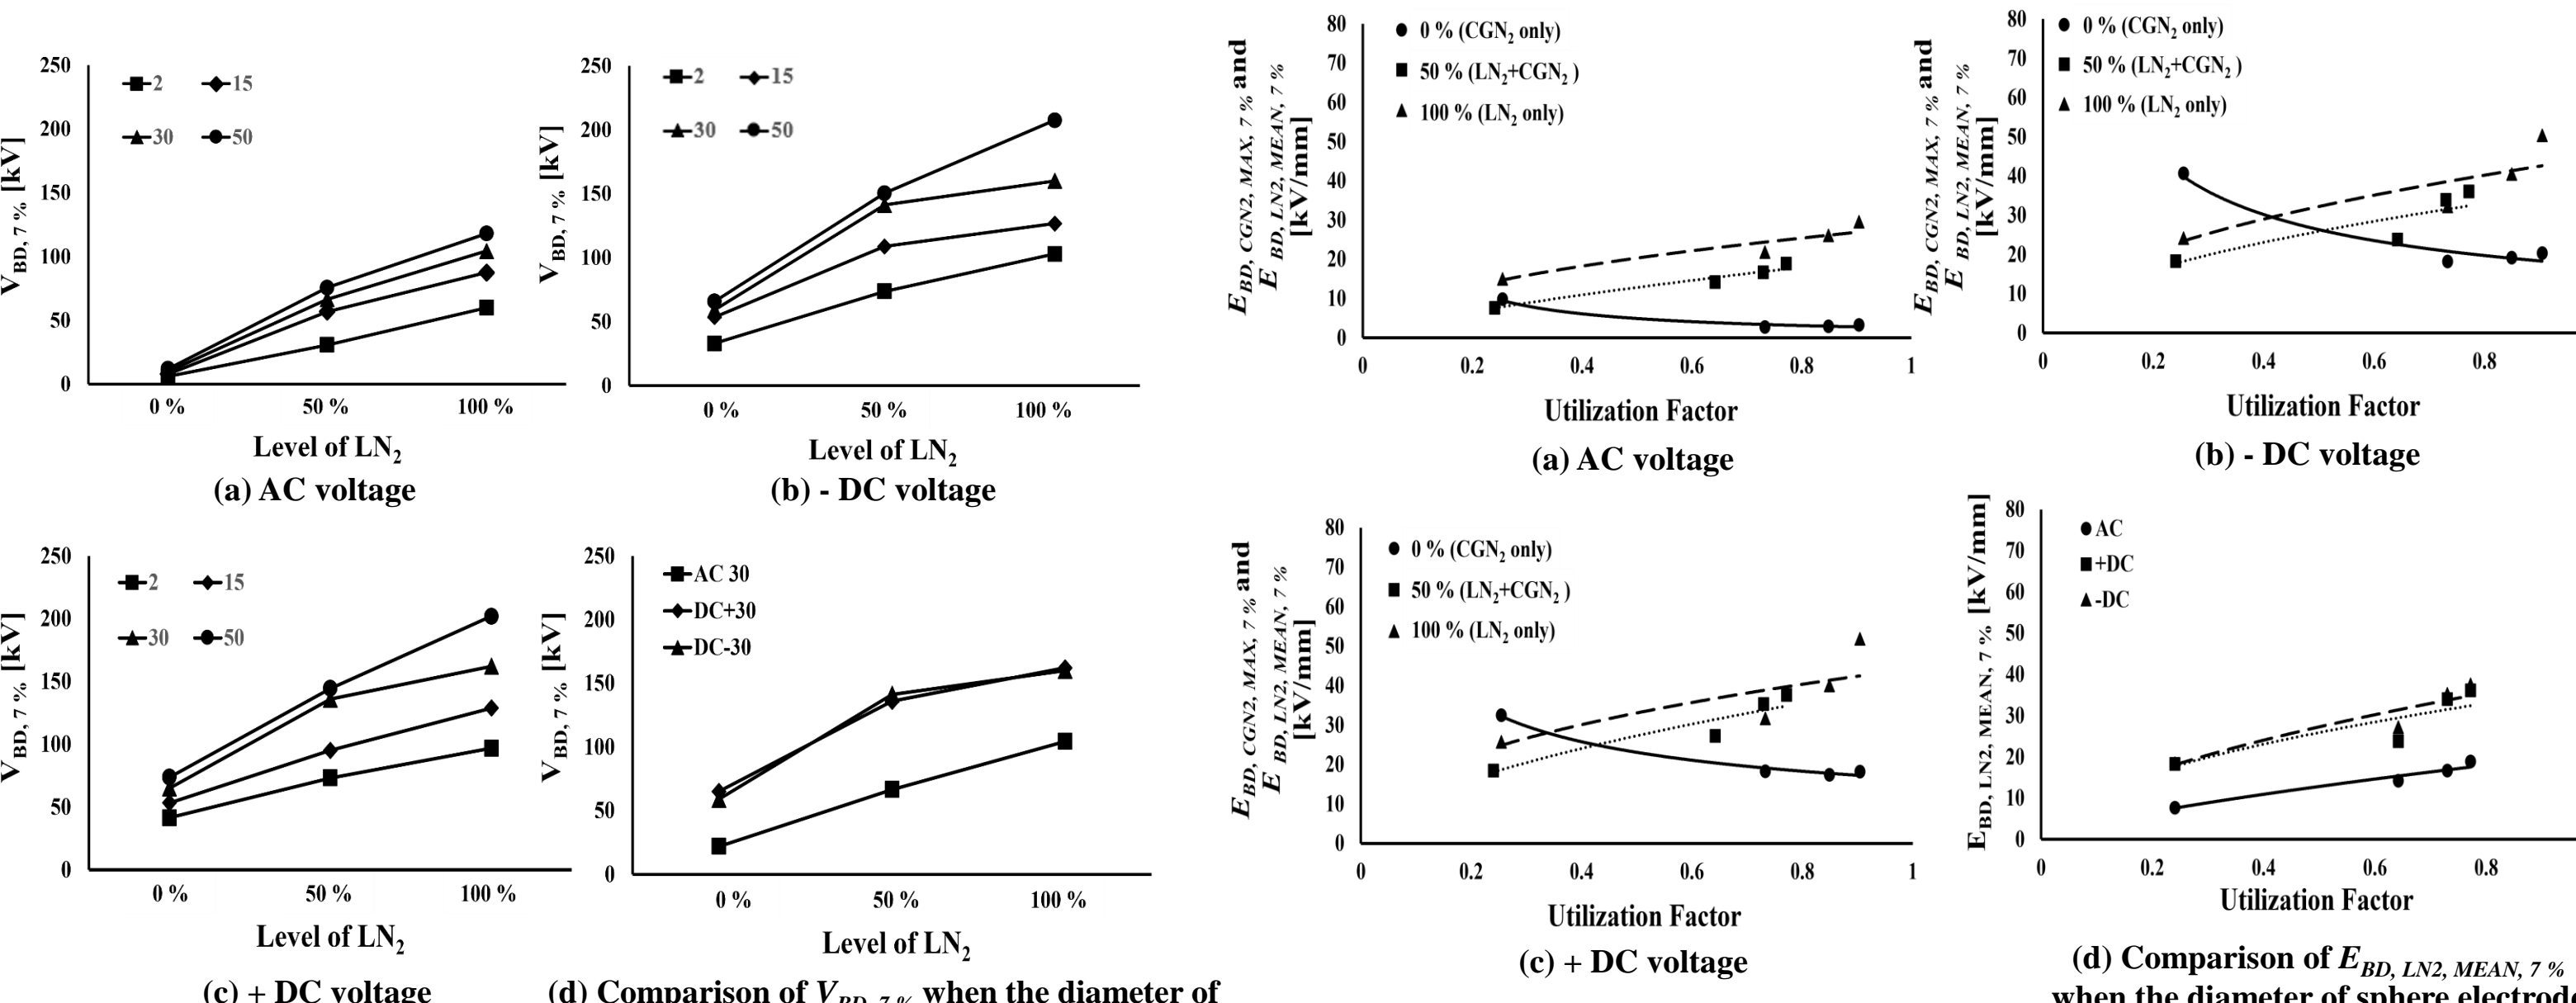 V_BD, 7 % [kV]
250
200
150
100
50
0
2
15
30
50
0 %
50 %
100 %
Level of LN₂
(a) AC voltage
V_BD, 7 % [kV]
250
200
150
100
50
0
2
15
30
50
0 %
50 %
100 %
Level of LN₂
(b) - DC voltage
E_BD, CGN2, MAX, 7 % and
E_BD, LN2, MEAN, 7 %
[kV/mm]
80
70
60
50
40
30
20
10
0
0 % (CGN₂ only)
50 % (LN₂+CGN₂ )
100 % (LN₂ only)
0
0.2
0.4
0.6
0.8
1
Utilization Factor
(a) AC voltage
E_BD, CGN2, MAX, 7 % and
E_BD, LN2, MEAN, 7 %
[kV/mm]
80
70
60
50
40
30
20
10
0
0 % (CGN₂ only)
50 % (LN₂+CGN₂ )
100 % (LN₂ only)
0
0.2
0.4
0.6
0.8
Utilization Factor
(b) - DC voltage
V_BD, 7 % [kV]
250
200
150
100
50
0
2
15
30
50
0 %
50 %
100 %
Level of LN₂
(c) + DC voltage
V_BD, 7 % [kV]
250
200
150
100
50
0
AC 30
DC+30
DC-30
0 %
50 %
100 %
Level of LN₂
(d) Comparison of V_BD, 7 % when the diameter of
E_BD, CGN2, MAX, 7 % and
E_BD, LN2, MEAN, 7 %
[kV/mm]
80
70
60
50
40
30
20
10
0
0 % (CGN₂ only)
50 % (LN₂+CGN₂ )
100 % (LN₂ only)
0
0.2
0.4
0.6
0.8
1
Utilization Factor
(c) + DC voltage
E_BD, LN2, MEAN, 7 % [kV/mm]
80
70
60
50
40
30
20
10
0
AC
+DC
-DC
0
0.2
0.4
0.6
0.8
Utilization Factor
(d) Comparison of E_BD, LN2, MEAN, 7 %
when the diameter of sphere electrode